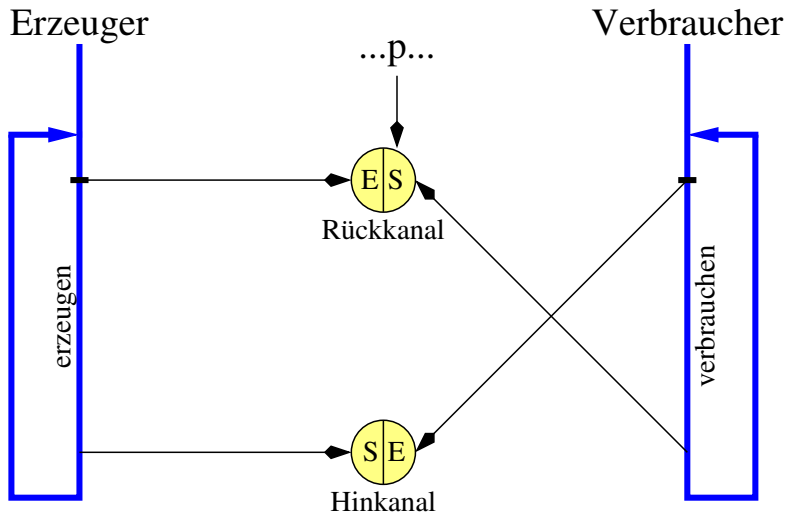 Erzeuger
Verbraucher
...p...
E S
Rückkanal
erzeugen
verbrauchen
S E
Hinkanal